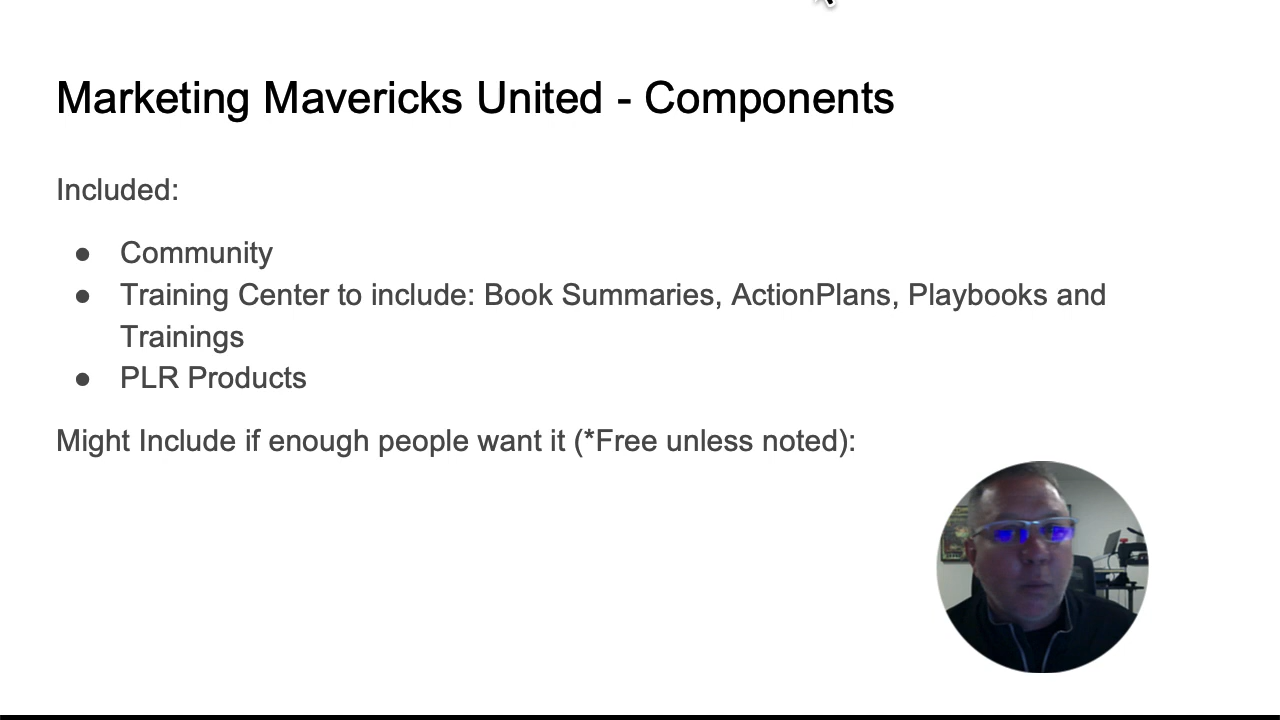 Marketing Mavericks United - Components
Included:
● Community
● Training Center to include: Book Summaries, ActionPlans, Playbooks and
Trainings
● PLR Products
Might Include if enough people want it (*Free unless noted):